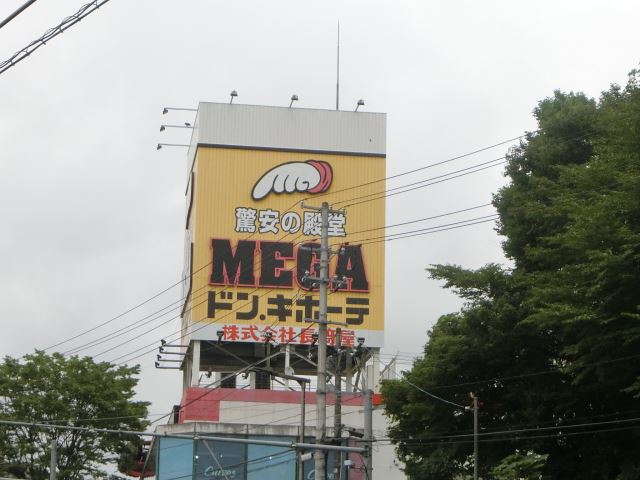 驚安の殿堂
MEGA
ドン.キホーテ
株式会社長崎屋
Curves